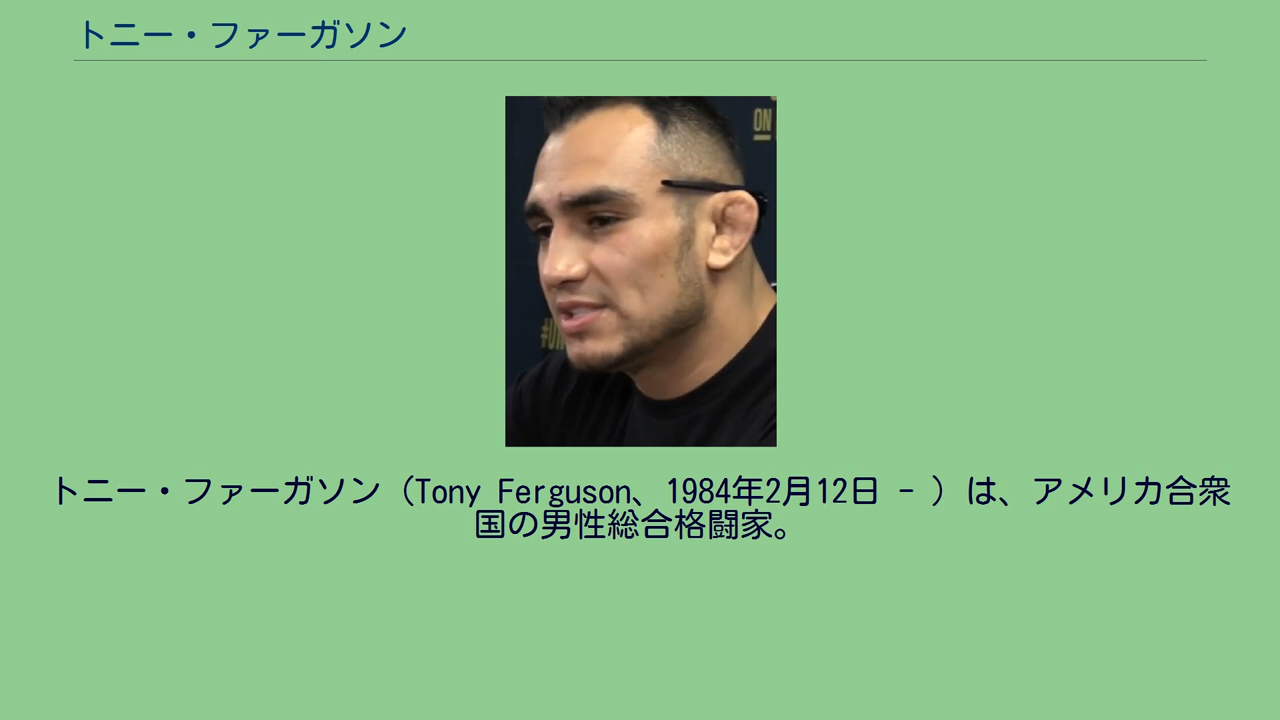 トニー・ファーガソン
ON
#UN
トニー・ファーガソン（Tony Ferguson、1984年2月12日 - ）は、アメリカ合衆
国の男性総合格闘家。